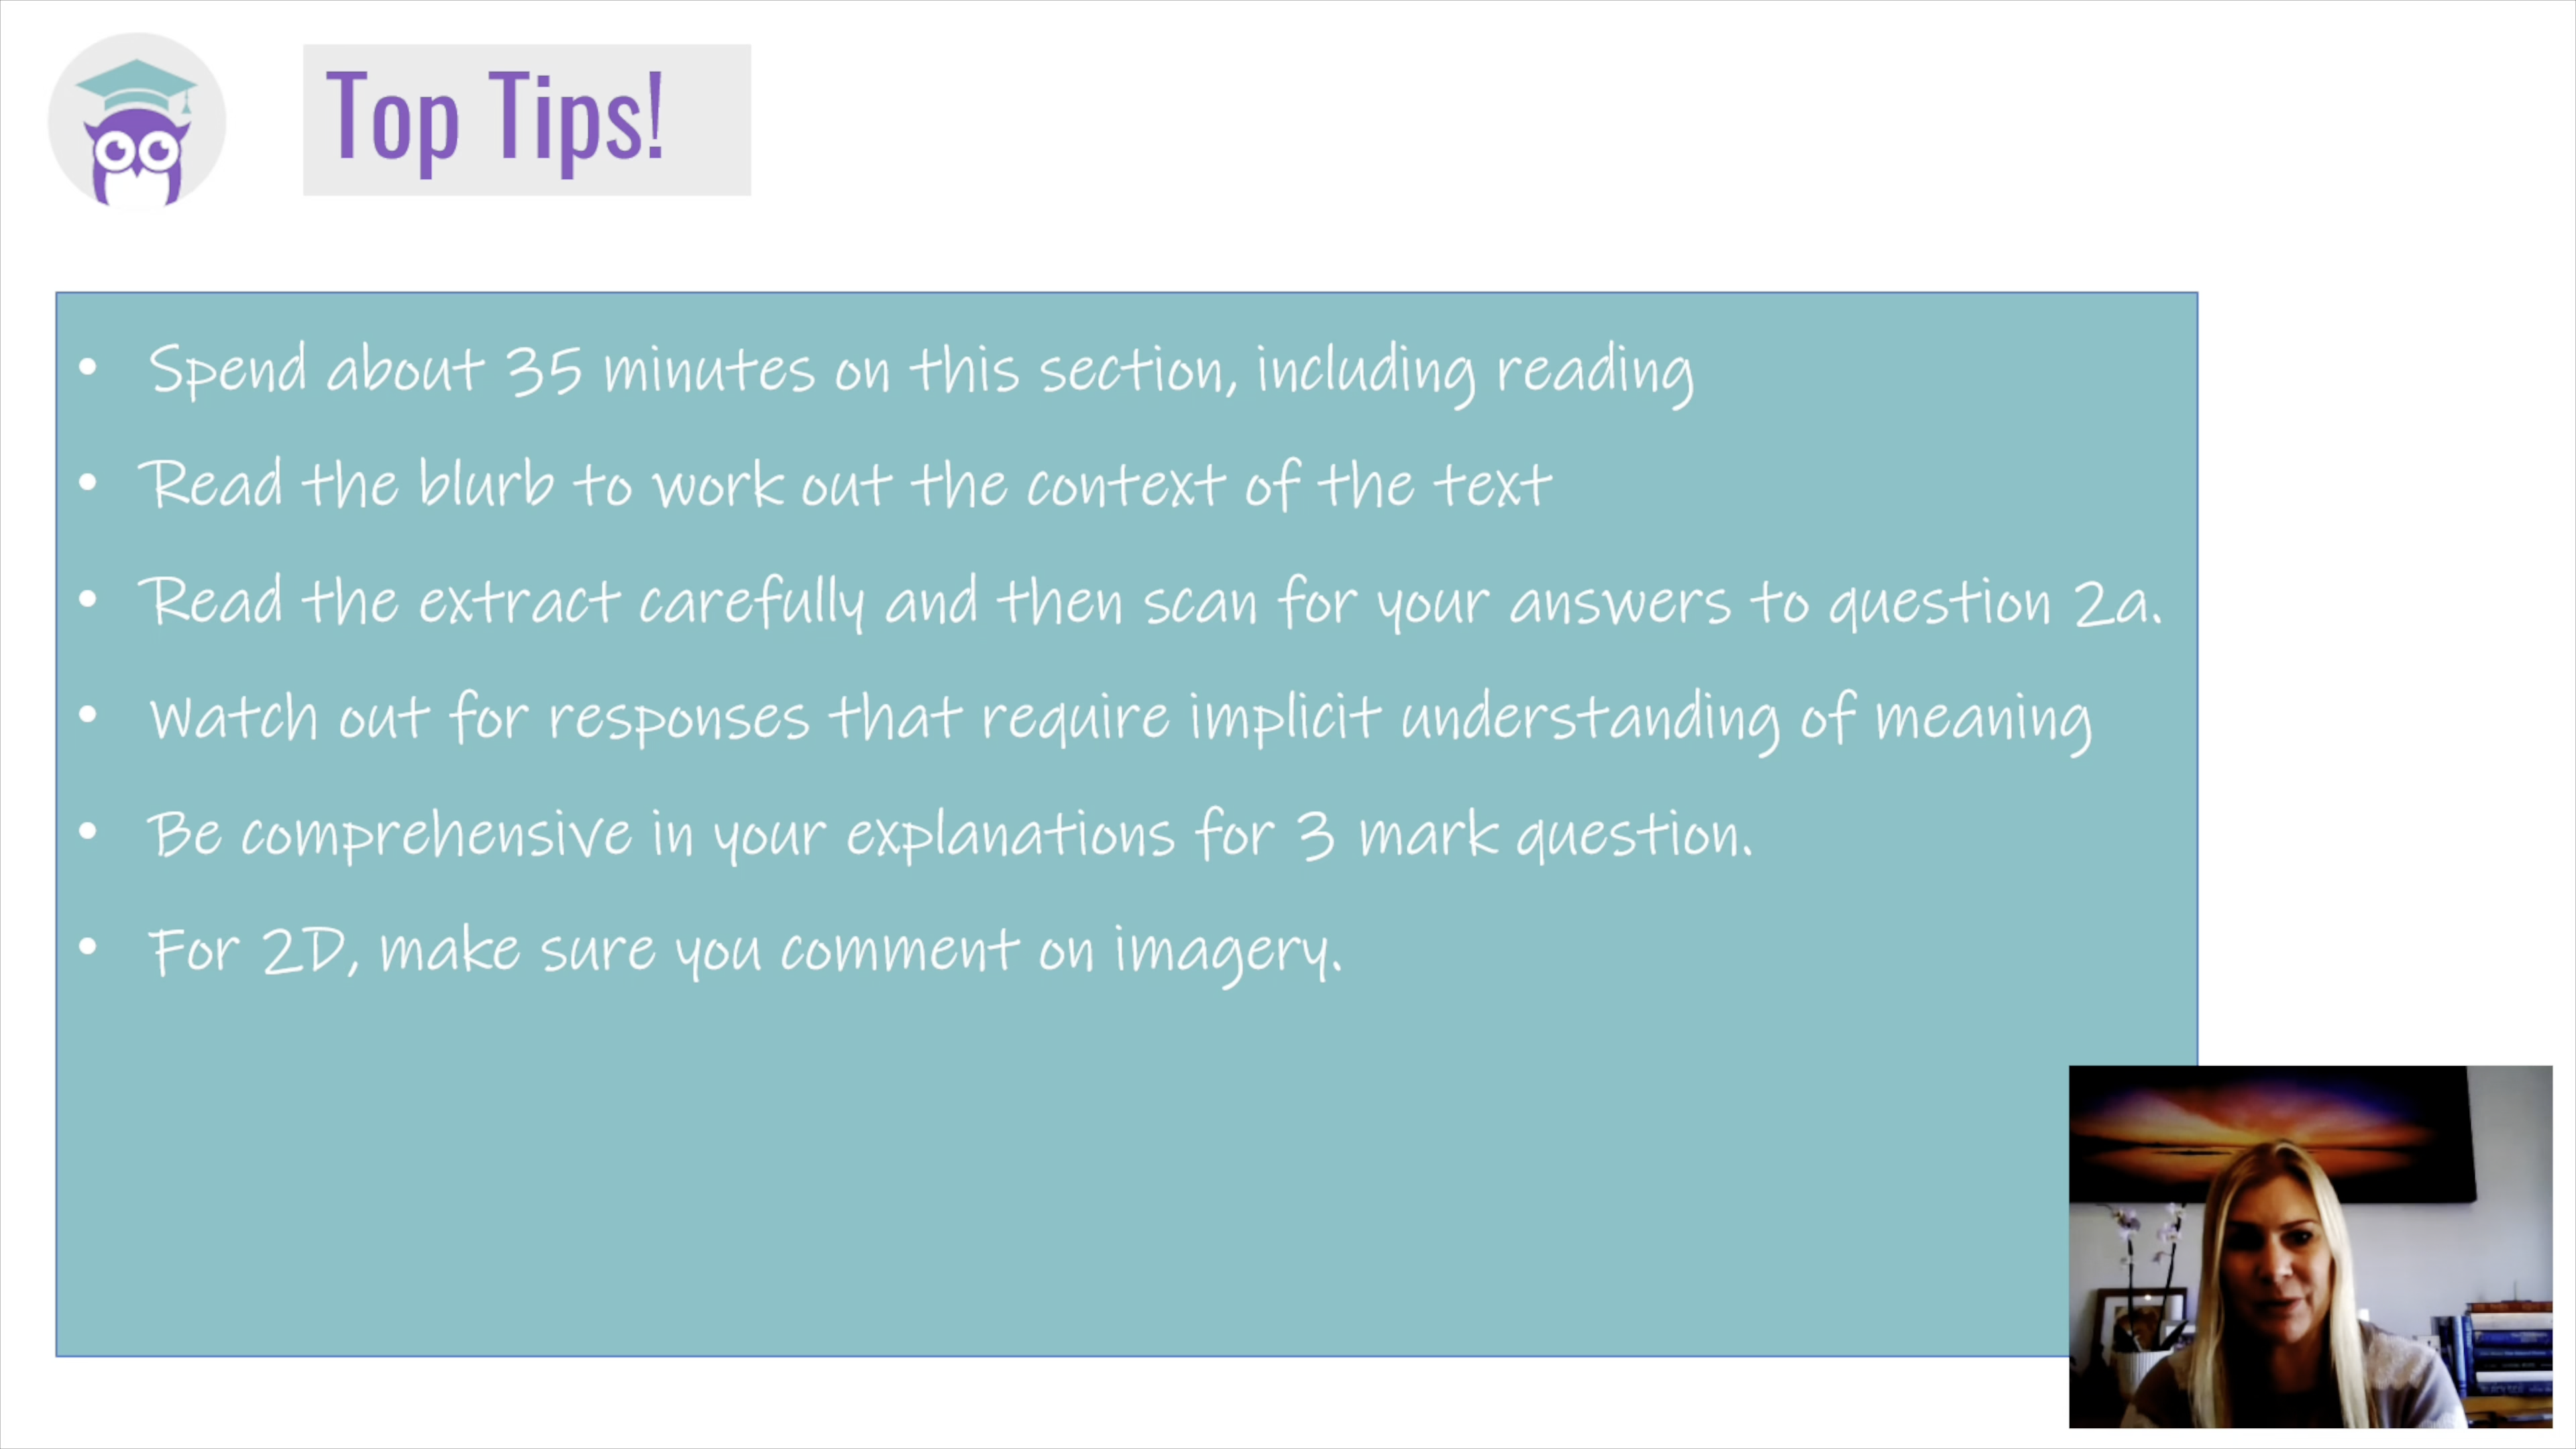 Top Tips!
• Spend about 35 minutes on this section, including reading
• Read the blurb to work out the context of the text
• Read the extract carefully and then scan for your answers to question 2a.
• Watch out for responses that require implicit understanding of meaning
• Be comprehensive in your explanations for 3 mark question.
• For 2D, make sure you comment on imagery.